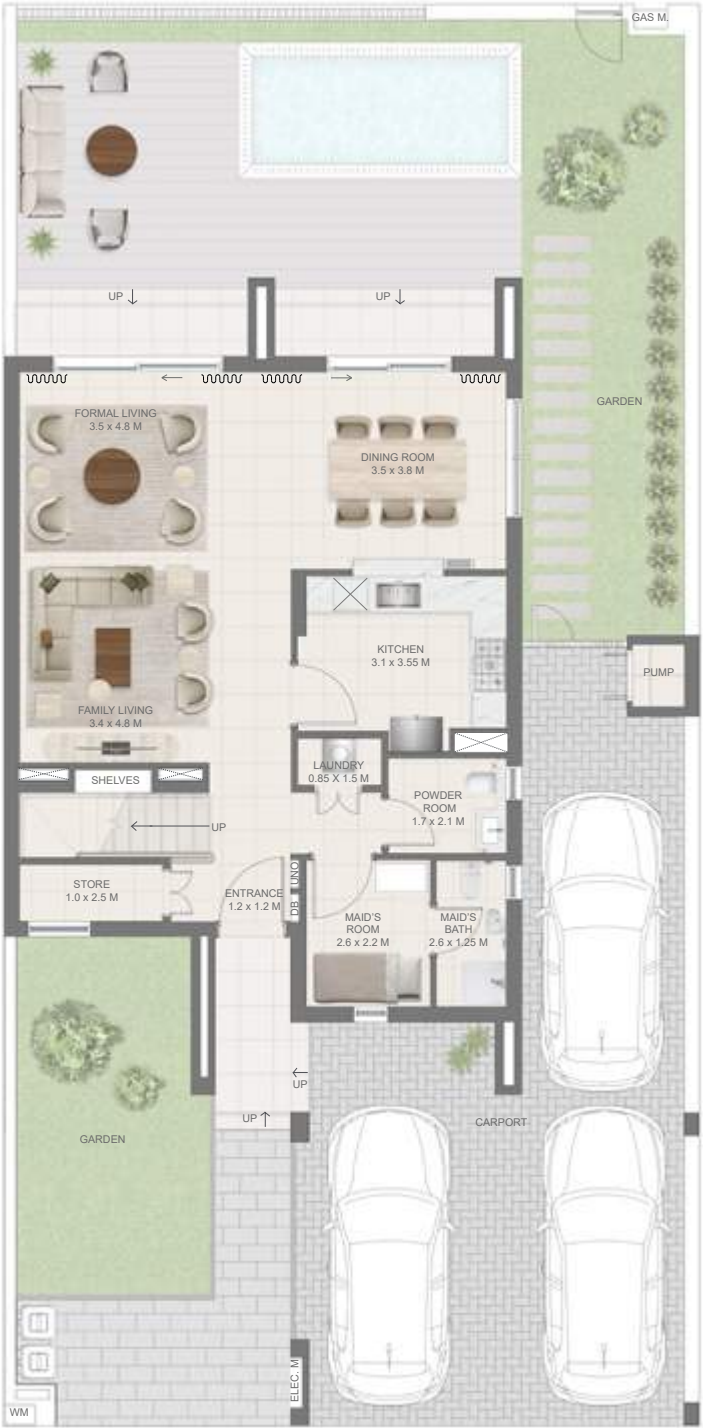 GAS M.
UP
UP
GARDEN
FORMAL LIVING
3.5 x 4.8 M
DINING ROOM
3.5 x 3.8 M
KITCHEN
3.1 x 3.55 M
PUMP
FAMILY LIVING
3.4 x 4.8 M
LAUNDRY
0.85 X 1.5 M
SHELVES
POWDER
ROOM
1.7 x 2.1 M
UP
STORE
1.0 x 2.5 M
ENTRANCE
1.2 x 1.2 M
DB
UNO
MAID'S
ROOM
2.6 x 2.2 M
MAID'S
BATH
2.6 x 1.25 M
UP
UP
CARPORT
GARDEN
ELEC. M
WM